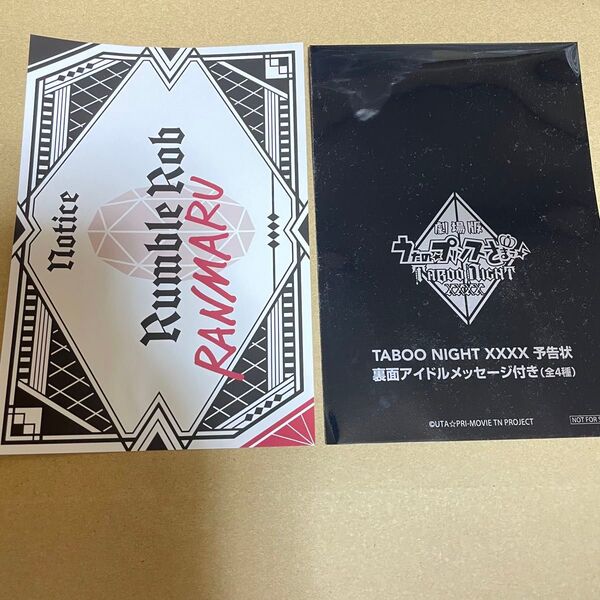 Notice
Rumble Rob
RANMARU
劇場版
うたの☆プリンスさまっ♪
TABOO NIGHT
XXXX
TABOO NIGHT XXXX 予告状
裏面アイドルメッセージ付き(全4種)
©UTA☆PRI-MOVIE TN PROJECT
NOT FOR